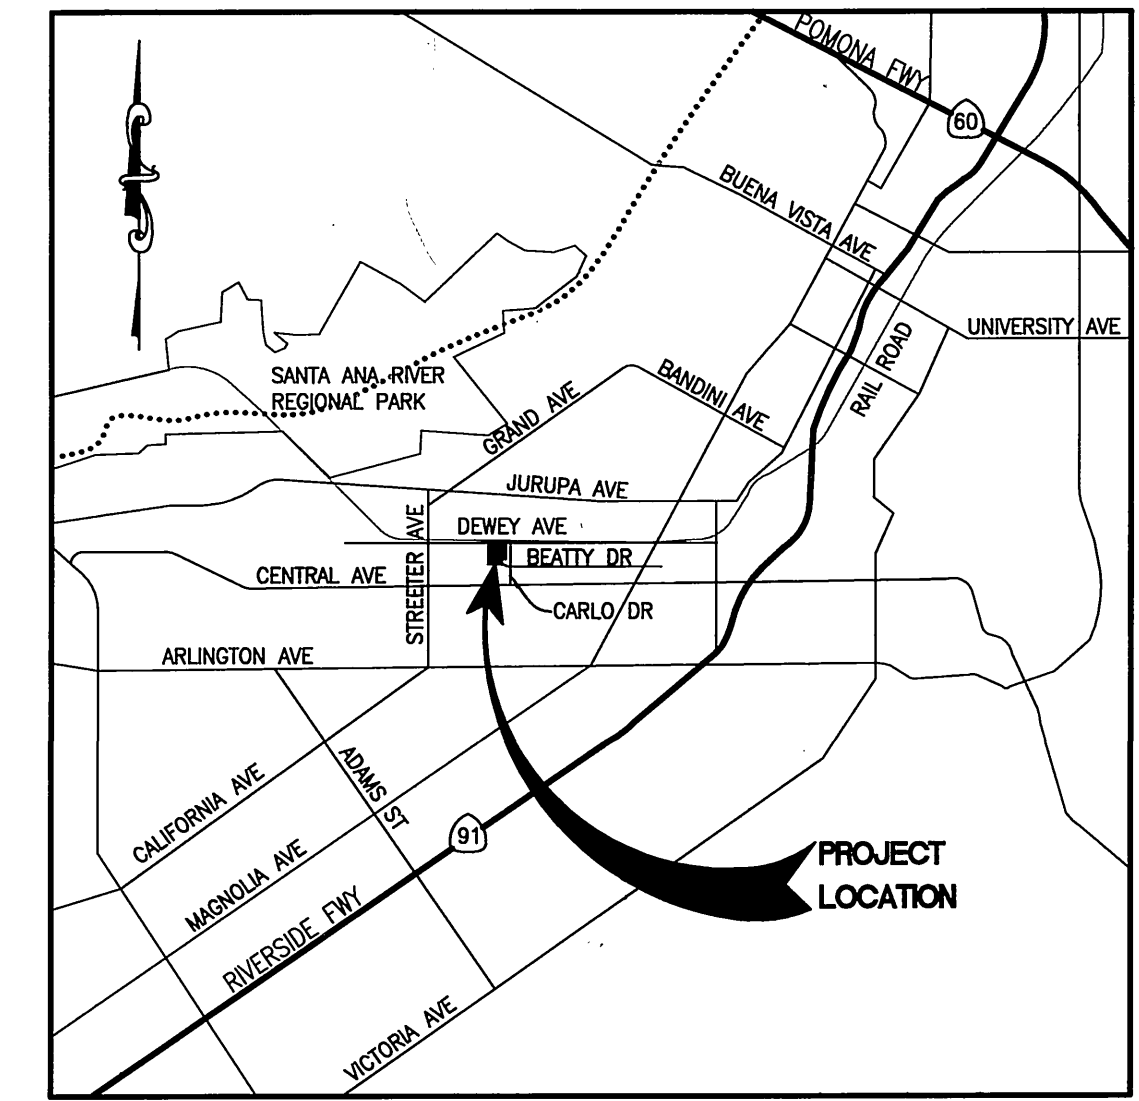 POMONA FWY
60
BUENA VISTA AVE
UNIVERSITY AVE
RAIL ROAD
SANTA ANA RIVER
REGIONAL PARK
GRAND AVE
BANDINI AVE
JURUPA AVE
STREETER AVE
DEWEY AVE
BEATTY DR
CENTRAL AVE
CARLO DR
ARLINGTON AVE
CALIFORNIA AVE
ADAMS ST
91
MAGNOLIA AVE
PROJECT
LOCATION
RIVERSIDE FWY
VICTORIA AVE